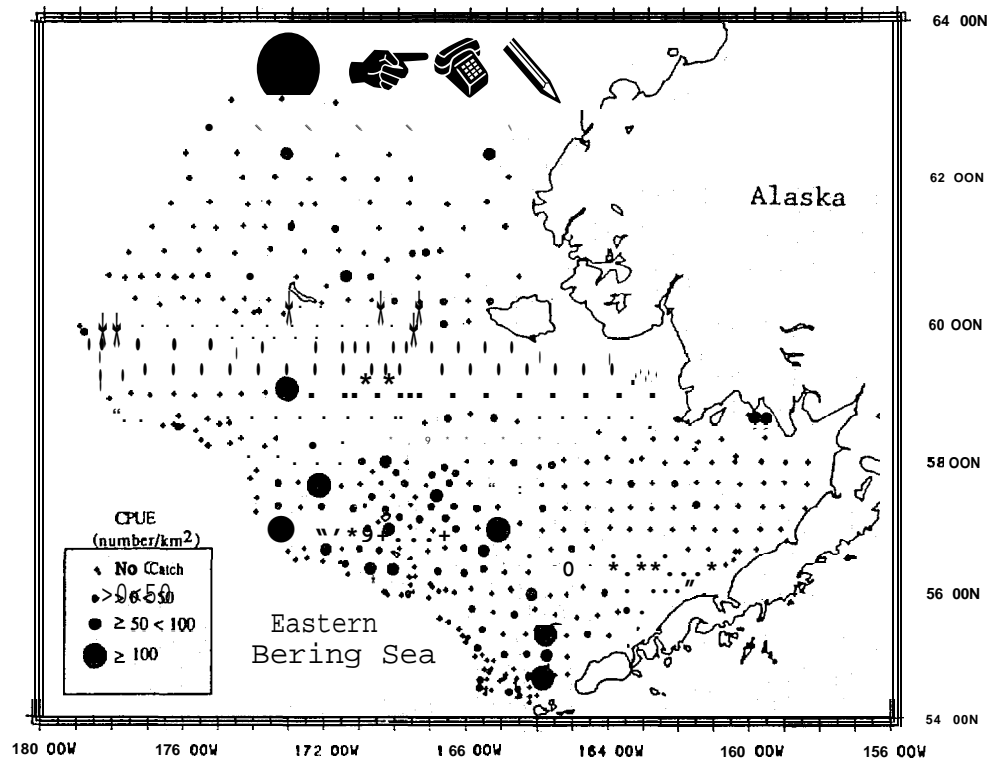 64 00N
Alaska
62 00N
60 00N
58 00N
CPUE
(number/km2)
No Catch
> 0 < 50
≥ 50 < 100
≥ 100
Eastern
Bering Sea
56 00N
54 00N
180 00W 176 00W 172 00W 166 00W 164 00W 160 00W 156 00W